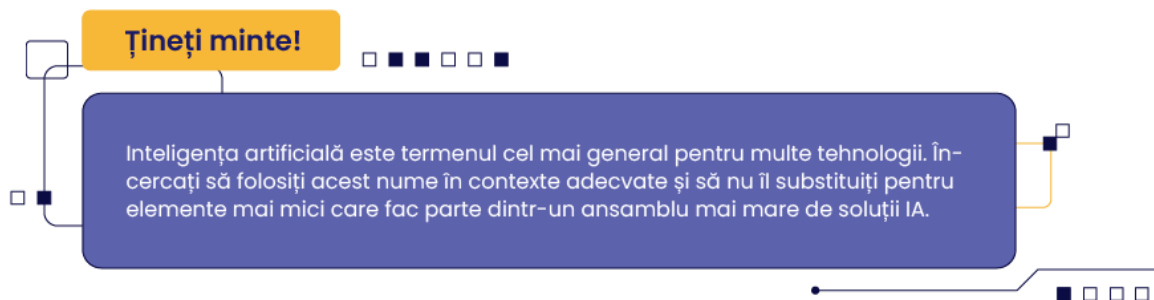 Țineți minte!
Inteligența artificială este termenul cel mai general pentru multe tehnologii. În-
cercați să folosiți acest nume în contexte adecvate și să nu îl substituiți pentru
elemente mai mici care fac parte dintr-un ansamblu mai mare de soluții IA.